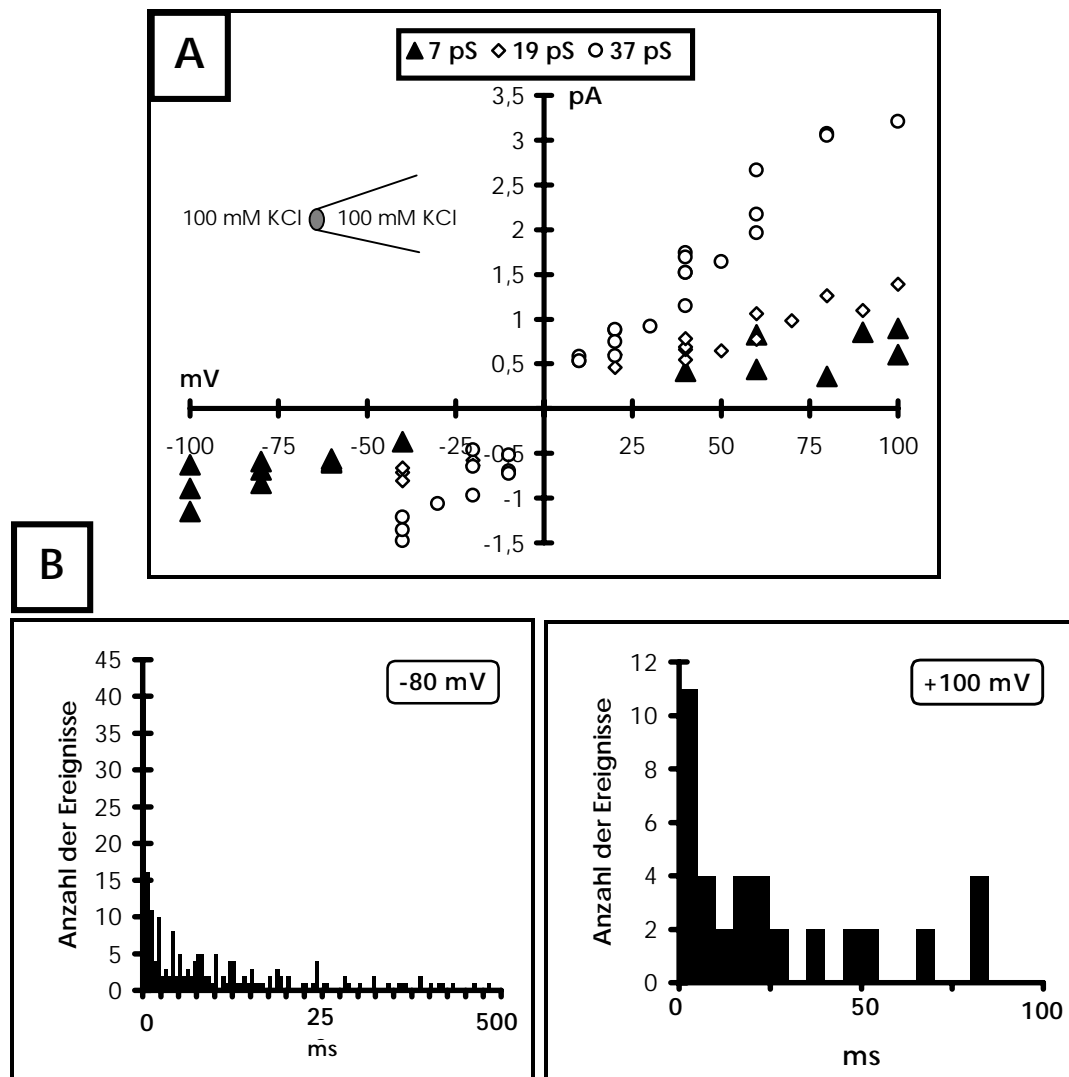 A
7 pS 19 pS 37 pS
pA
3,5
3
2,5
2
1,5
1
0,5
-0,5
-1
-1,5
100 mM KCl 100 mM KCl
mV
-100 -75 -50 -25 25 50 75 100
B
-80 mV
Anzahl der Ereignisse
45
40
35
30
25
20
15
10
5
0
0 25 500
ms
+100 mV
Anzahl der Ereignisse
12
10
8
6
4
2
0
0 50 100
ms